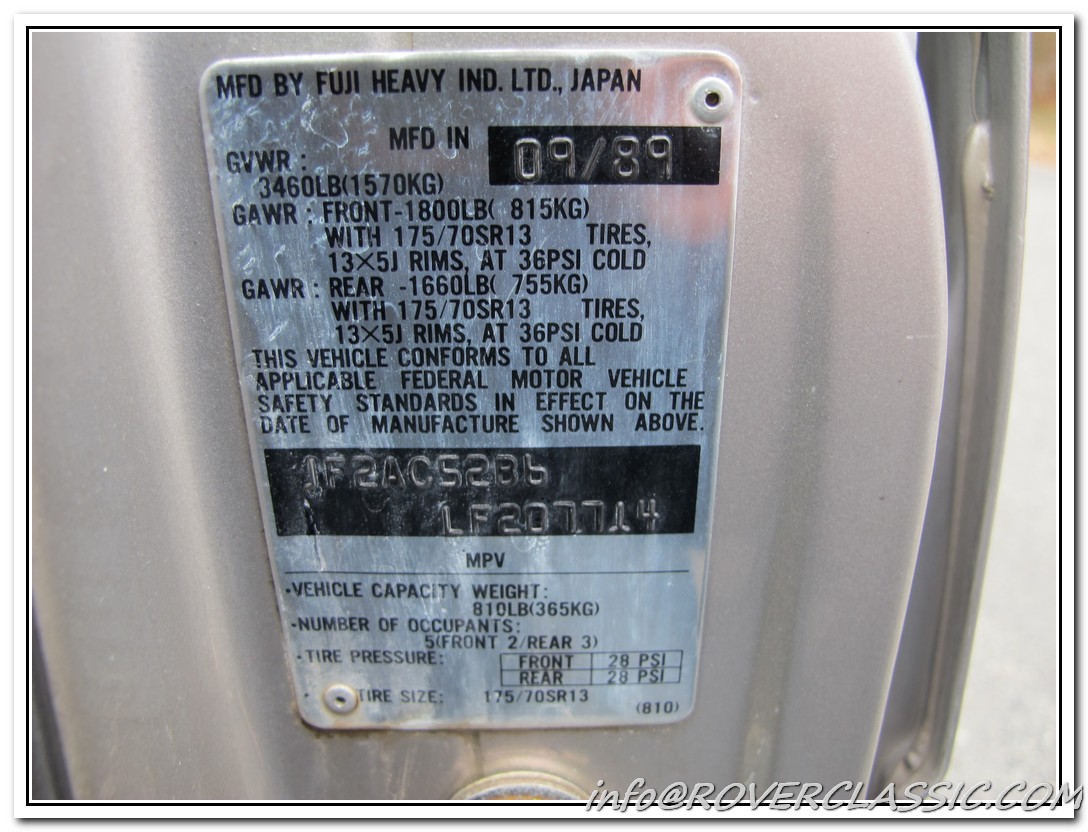 MFD BY FUJI HEAVY IND. LTD., JAPAN
MFD IN 09/89
GVWR :
3460LB(1570KG)
GAWR : FRONT-1800LB( 815KG)
WITH 175/70SR13 TIRES,
13×5J RIMS, AT 36PSI COLD
GAWR : REAR -1660LB( 755KG)
WITH 175/70SR13 TIRES,
13×5J RIMS, AT 36PSI COLD
THIS VEHICLE CONFORMS TO ALL
APPLICABLE FEDERAL MOTOR VEHICLE
SAFETY STANDARDS IN EFFECT ON THE
DATE OF MANUFACTURE SHOWN ABOVE.
JF2AC52B6
LF207714
MPV
·VEHICLE CAPACITY WEIGHT:
810LB(365KG)
·NUMBER OF OCCUPANTS:
5(FRONT 2/REAR 3)
·TIRE PRESSURE: FRONT 28 PSI
REAR 28 PSI
· TIRE SIZE: 175/70SR13
(810)
info@ROVERCLASSIC.COM